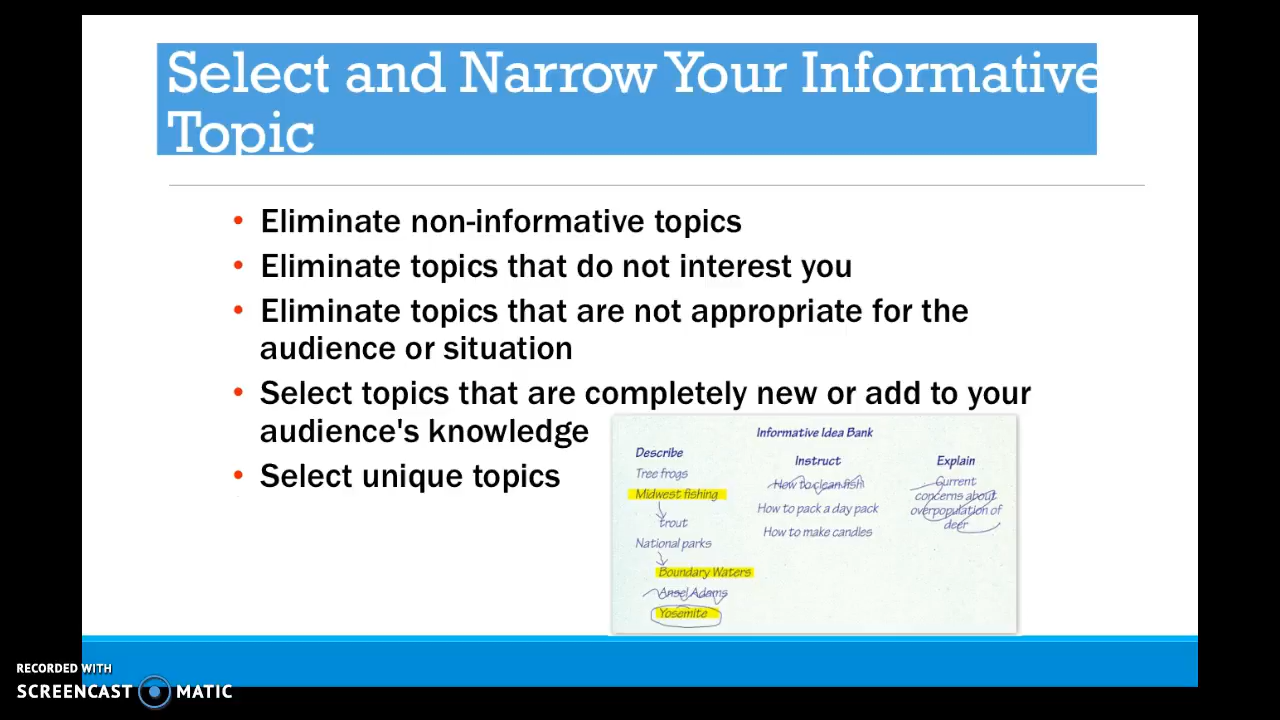 Select and Narrow Your Informative
Topic
• Eliminate non-informative topics
• Eliminate topics that do not interest you
• Eliminate topics that are not appropriate for the
audience or situation
• Select topics that are completely new or add to your
audience's knowledge
• Select unique topics
Informative Idea Bank
Describe
Tree frogs
Midwest fishing
trout
National parks
Boundary Waters
Ansel Adams
Yosemite
Instruct
How to clean fish
How to pack a day pack
How to make candles
Explain
Current
concerns about
overpopulation of
deer
RECORDED WITH
SCREENCAST MATIC